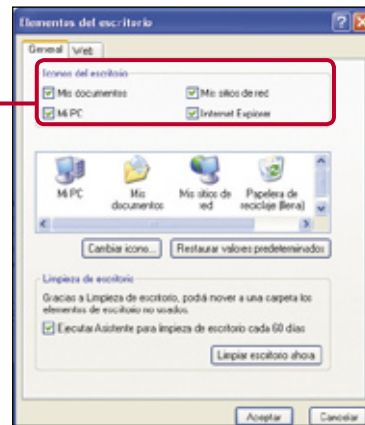 Elementos del escritorio
General Web
Iconos del escritorio
Mis documentos Mis sitios de red
Mi PC Internet Explorer
Mi PC Mis documentos Mis sitios de red Papelera de reciclaje (llena)
Cambiar icono... Restaurar valores predeterminados
Limpieza de escritorio
Gracias a Limpieza de escritorio, podrá mover a una carpeta los
elementos de escritorio no usados.
Ejecutar Asistente para limpieza de escritorio cada 60 días
Limpiar escritorio ahora
Aceptar Cancelar